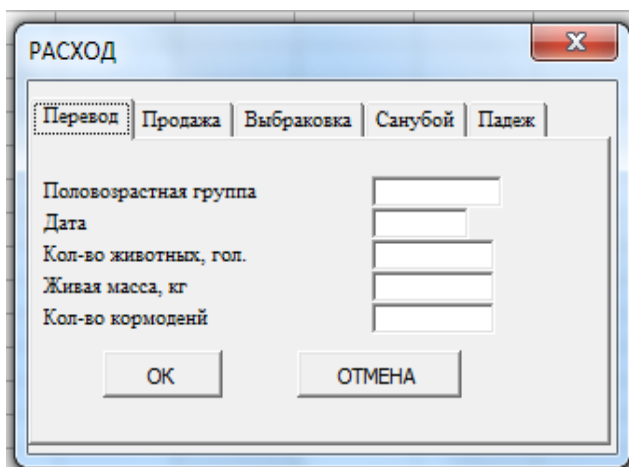 РАСХОД
Перевод Продажа Выбраковка Санубой Падеж
Половозрастная группа
Дата
Кол-во животных, гол.
Живая масса, кг
Кол-во кормоденй
ОК ОТМЕНА